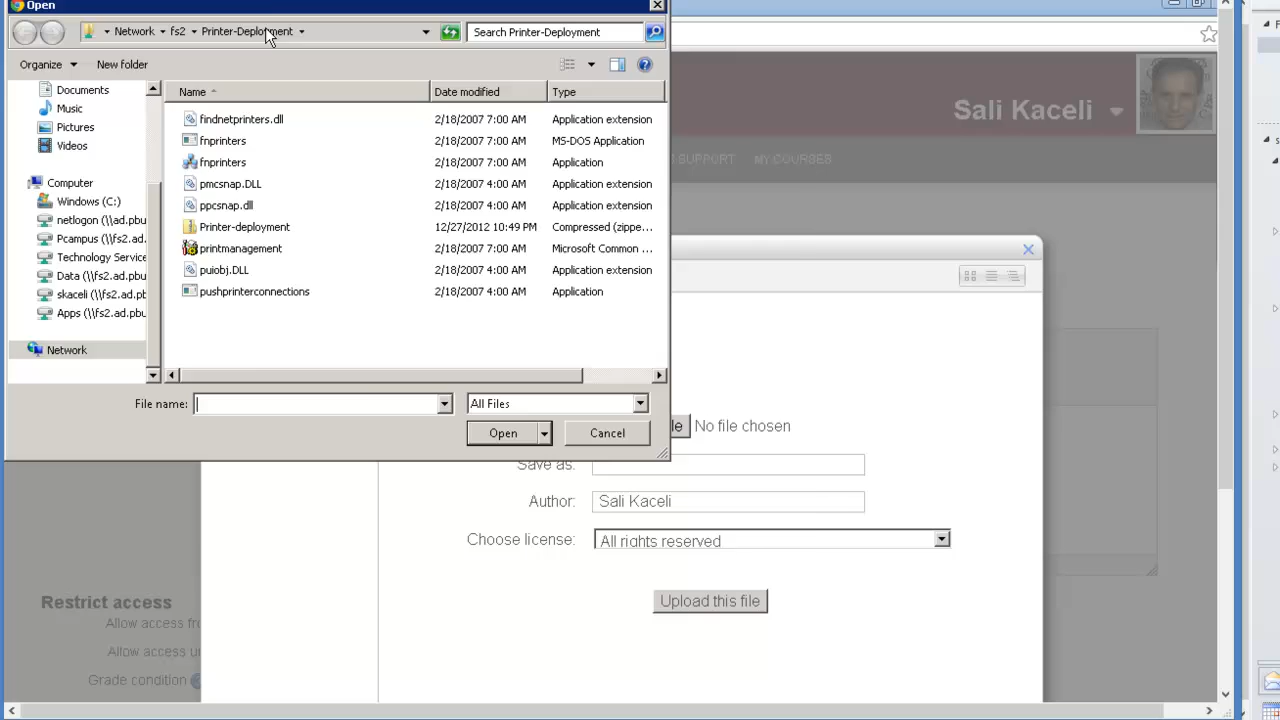 Open
Network fs2 Printer-Deployment
Search Printer-Deployment
Organize New folder
Documents
Music
Pictures
Videos
Computer
Windows (C:)
netlogon (\\ad.pbu
Pcampus (\\fs2.ad.
Technology Service
Data (\\fs2.ad.pbu
skaceli (\\fs2.ad.pb
Apps (\\fs2.ad.pbu
Network
Name Date modified Type
findnetprinters.dll 2/18/2007 7:00 AM Application extension
fnprinters 2/18/2007 7:00 AM MS-DOS Application
fnprinters 2/18/2007 7:00 AM Application
pmcsnap.DLL 2/18/2007 4:00 AM Application extension
ppcsnap.dll 2/18/2007 4:00 AM Application extension
Printer-deployment 12/27/2012 10:49 PM Compressed (zippe...
printmanagement 2/18/2007 7:00 AM Microsoft Common ...
puiobj.DLL 2/18/2007 4:00 AM Application extension
pushprinterconnections 2/18/2007 4:00 AM Application
File name: All Files
Open Cancel
Sali Kaceli
SUPPORT MY COURSES
le No file chosen
Save as:
Author: Sali Kaceli
Choose license: All rights reserved
Upload this file
Restrict access
Allow access fro
Allow access u
Grade condition